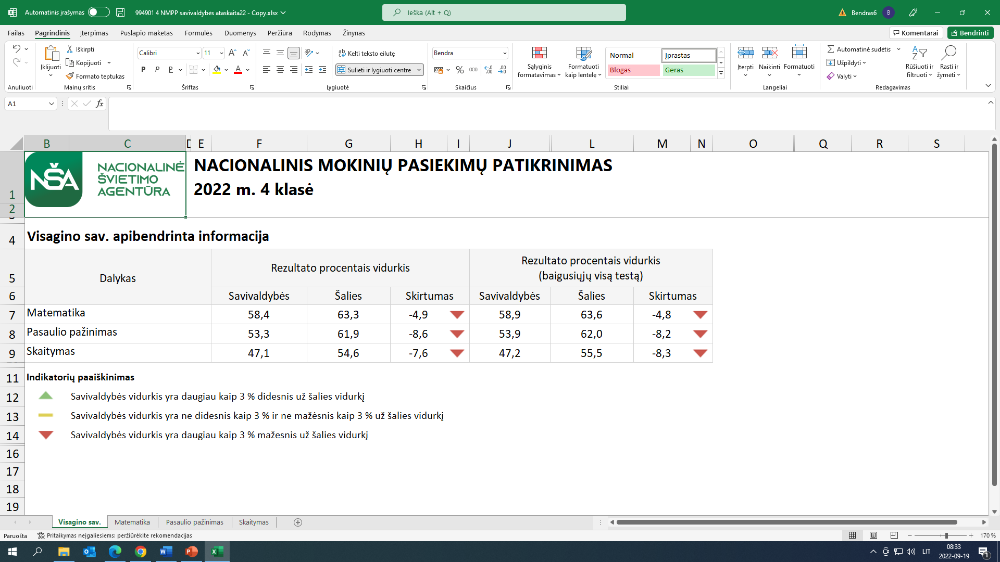 Automatinis įrašymas
994901 4 NMPP savivaldybės ataskaita22 - Copy.xlsx
Ieška (Alt + Q)
Bendras6
B
Failas
Pagrindinis
Įterpimas
Puslapio maketas
Formulės
Duomenys
Peržiūra
Rodymas
Žinynas
Komentarai
Bendrinti
Įklijuoti
Iškirpti
Kopijuoti
Formato teptukas
Calibri
11
P P P
Kelti teksto eilutę
Sulieti ir lygiuoti centre
Bendra
% 000
Sąlyginis
formatavimas
Formatuoti
kaip lentelę
Normal
Įprastas
Blogas
Geras
Įterpti
Naikinti
Formatuoti
Automatinė sudėtis
Užpildyti
Valyti
Rūšiuoti ir
filtruoti
Rasti ir
žymėti
Anuliuoti
Mainų sritis
Šriftas
Lygiuotė
Skaičius
Stiliai
Langeliai
Redagavimas
A1
fx
B C D E F G H I J L M N O Q R S
NŠA
NACIONALINĖ
ŠVIETIMO
AGENTŪRA
NACIONALINIS MOKINIŲ PASIEKIMŲ PATIKRINIMAS
2022 m. 4 klasė
1
2
4 Visagino sav. apibendrinta informacija
5 Dalykas
Rezultato procentais vidurkis
Rezultato procentais vidurkis
(baigusiųjų visą testą)
6 Savivaldybės Šalies Skirtumas Savivaldybės Šalies Skirtumas
7 Matematika 58,4 63,3 -4,9 58,9 63,6 -4,8
8 Pasaulio pažinimas 53,3 61,9 -8,6 53,9 62,0 -8,2
9 Skaitymas 47,1 54,6 -7,6 47,2 55,5 -8,3
11 Indikatorių paaiškinimas
12 Savivaldybės vidurkis yra daugiau kaip 3 % didesnis už šalies vidurkį
13 Savivaldybės vidurkis yra ne didesnis kaip 3 % ir ne mažėsnis kaip 3 % už šalies vidurkį
14 Savivaldybės vidurkis yra daugiau kaip 3 % mažesnis už šalies vidurkį
16
17
18
19
Visagino sav.
Matematika
Pasaulio pažinimas
Skaitymas
Paruošta
Pritaikymas neįgaliesiems: peržiūrėkite rekomendacijas
170 %
LIT
08:33
2022-09-19
1